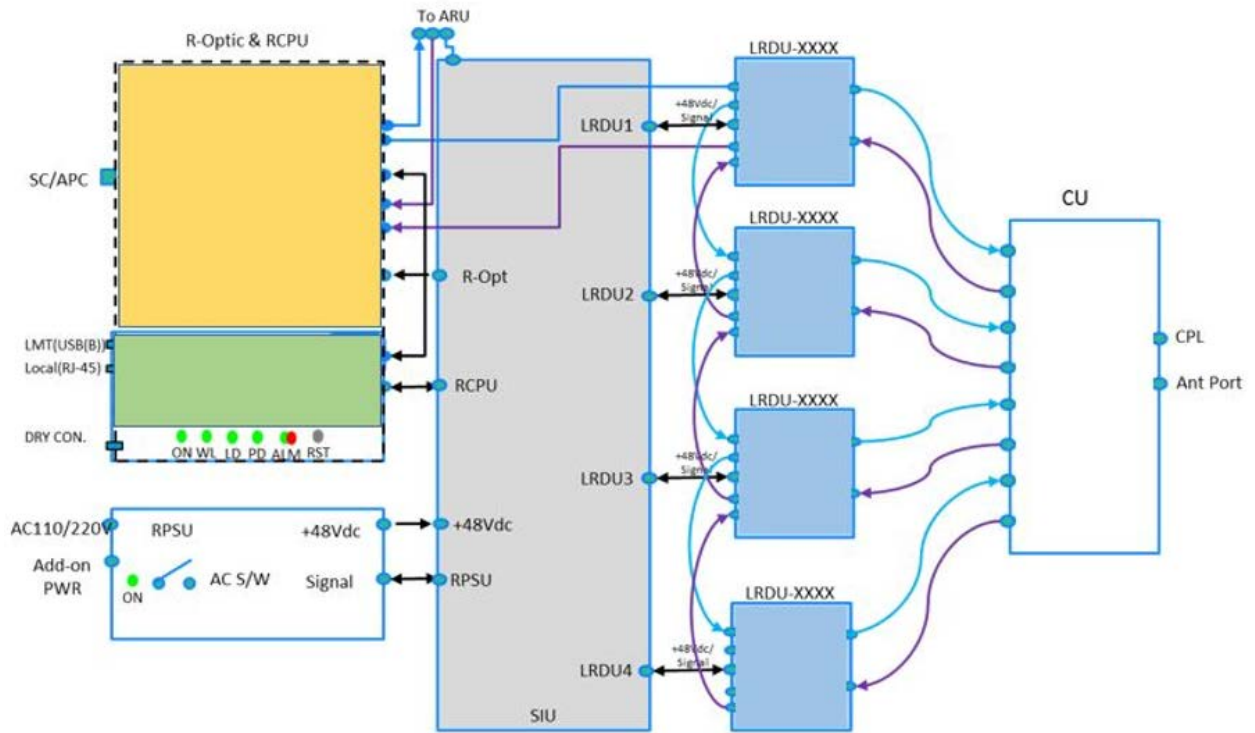 To ARU
R-Optic & RCPU
LRDU-XXXX
+48Vdc/
Signal
LRDU1
SC/APC
CU
LRDU-XXXX
+48Vdc/
Signal
R-Opt
LRDU2
CPL
LMT(USB(B))
Local(RJ-45)
RCPU
Ant Port
LRDU-XXXX
DRY CON.
ON WL LD PD ALM RST
+48Vdc/
Signal
LRDU3
AC110/220V
RPSU
+48Vdc
+48Vdc
Add-on
PWR
ON
AC S/W
Signal
RPSU
LRDU-XXXX
+48Vdc/
Signal
LRDU4
SIU